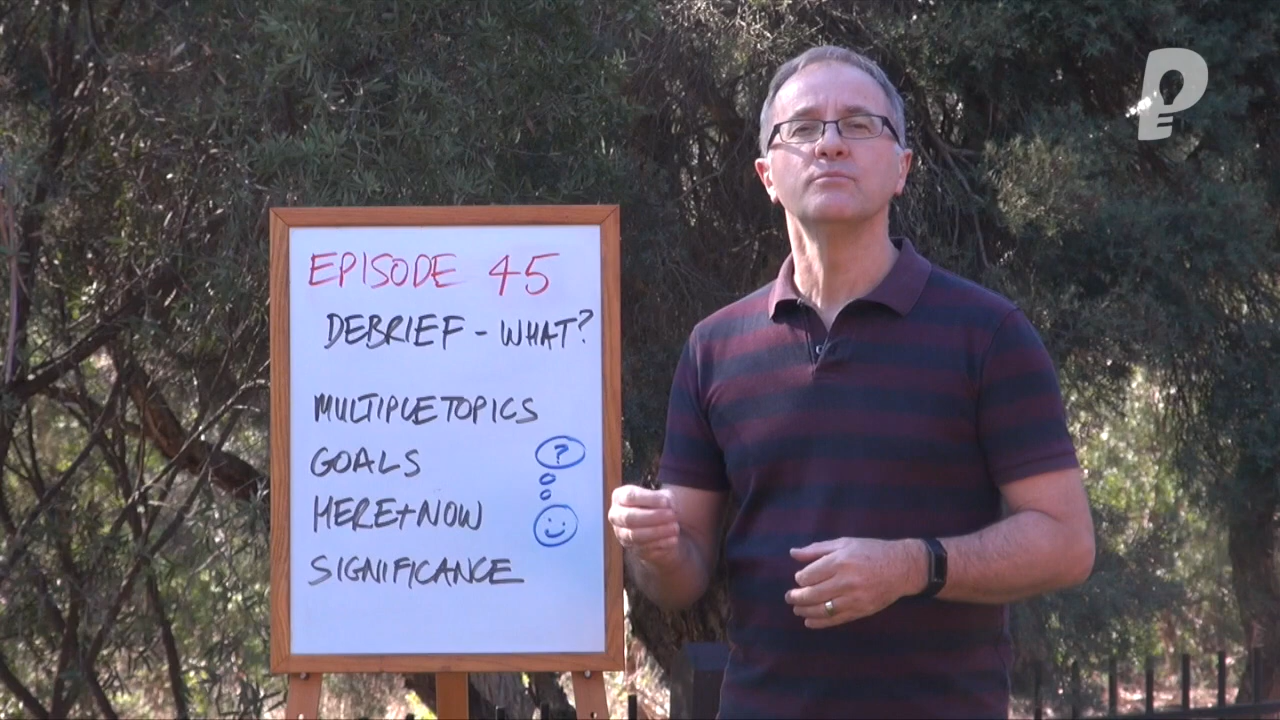 EPISODE 45
DEBRIEF - WHAT?
MULTIPLE TOPICS
GOALS
?
HERE+NOW
SIGNIFICANCE